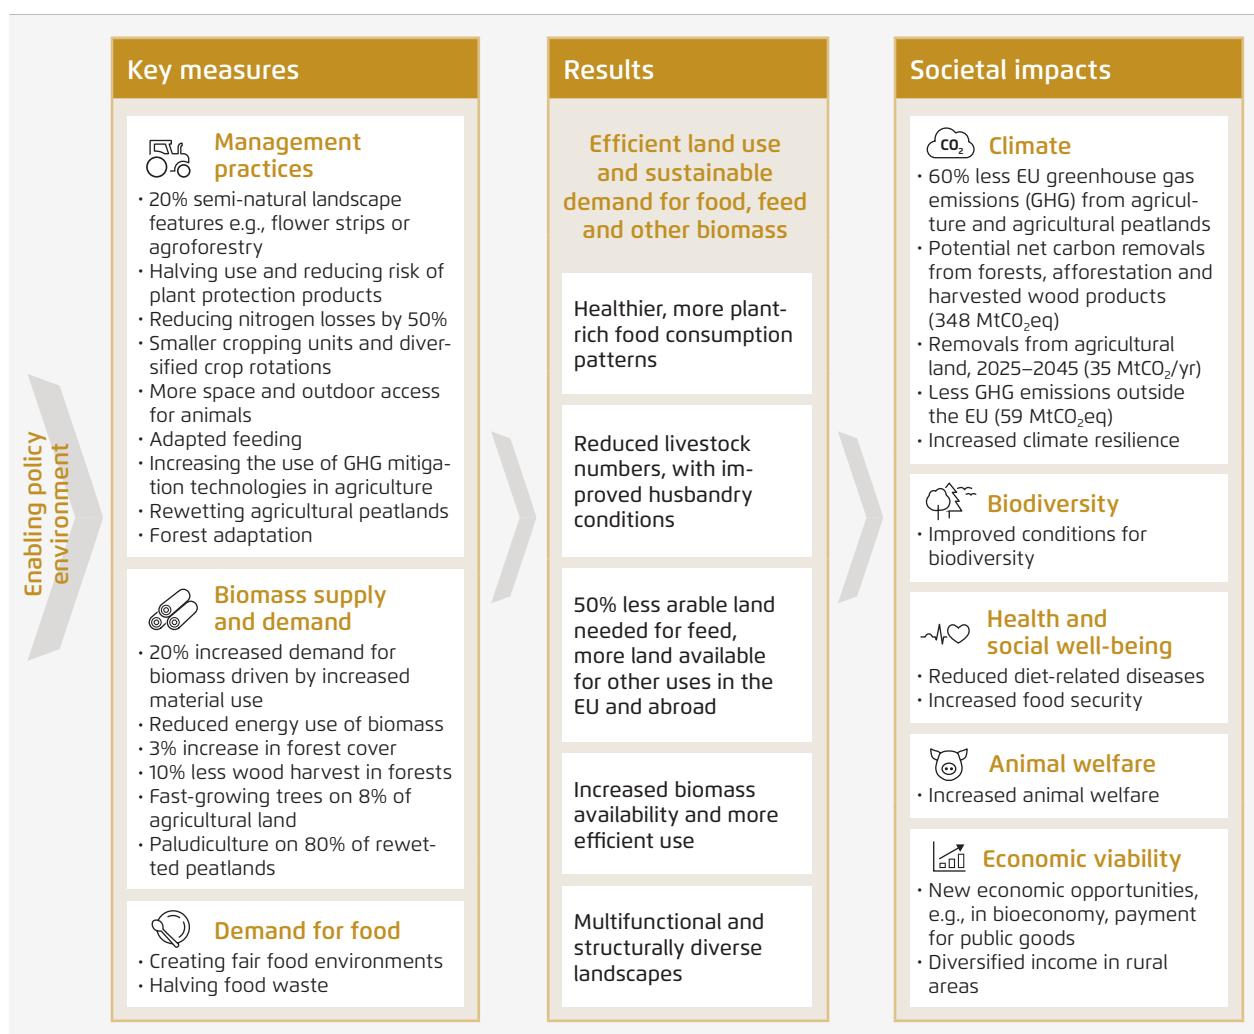 Enabling policy
environment
Key measures
Management
practices
· 20% semi-natural landscape
features e.g., flower strips or
agroforestry
· Halving use and reducing risk of
plant protection products
· Reducing nitrogen losses by 50%
· Smaller cropping units and diver-
sified crop rotations
· More space and outdoor access
for animals
· Adapted feeding
· Increasing the use of GHG mitiga-
tion technologies in agriculture
· Rewetting agricultural peatlands
· Forest adaptation
Biomass supply
and demand
· 20% increased demand for
biomass driven by increased
material use
· Reduced energy use of biomass
· 3% increase in forest cover
· 10% less wood harvest in forests
· Fast-growing trees on 8% of
agricultural land
· Paludiculture on 80% of rewet-
ted peatlands
Demand for food
· Creating fair food environments
· Halving food waste
Results
Efficient land use
and sustainable
demand for food, feed
and other biomass
Healthier, more plant-
rich food consumption
patterns
Reduced livestock
numbers, with im-
proved husbandry
conditions
50% less arable land
needed for feed,
more land available
for other uses in the
EU and abroad
Increased biomass
availability and more
efficient use
Multifunctional and
structurally diverse
landscapes
Societal impacts
CO₂
Climate
· 60% less EU greenhouse gas
emissions (GHG) from agricul-
ture and agricultural peatlands
· Potential net carbon removals
from forests, afforestation and
harvested wood products
(348 MtCO₂eq)
· Removals from agricultural
land, 2025–2045 (35 MtCO₂/yr)
· Less GHG emissions outside
the EU (59 MtCO₂eq)
· Increased climate resilience
Biodiversity
· Improved conditions for
biodiversity
Health and
social well-being
· Reduced diet-related diseases
· Increased food security
Animal welfare
· Increased animal welfare
Economic viability
· New economic opportunities,
e.g., in bioeconomy, payment
for public goods
· Diversified income in rural
areas